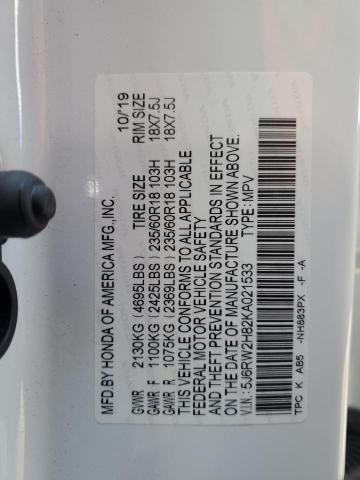 MFD.BY HONDA OF AMERICA MFG.,INC. 10/'19
GVWR 2130KG (4695LBS) TIRE SIZE RIM SIZE
GAWR F 1100KG (2425LBS) 235/60R18 103H 18X7.5J
GAWR R 1075KG (2369LBS) 235/60R18 103H 18X7.5J
THIS VEHICLE CONFORMS TO ALL APPLICABLE
FEDERAL MOTOR VEHICLE SAFETY
AND THEFT PREVENTION STANDARDS IN EFFECT
ON THE DATE OF MANUFACTURE SHOWN ABOVE.
5J6RW2H82KA021533 TYPE: MPV
TPC K AB5 -NH883PX -F -A